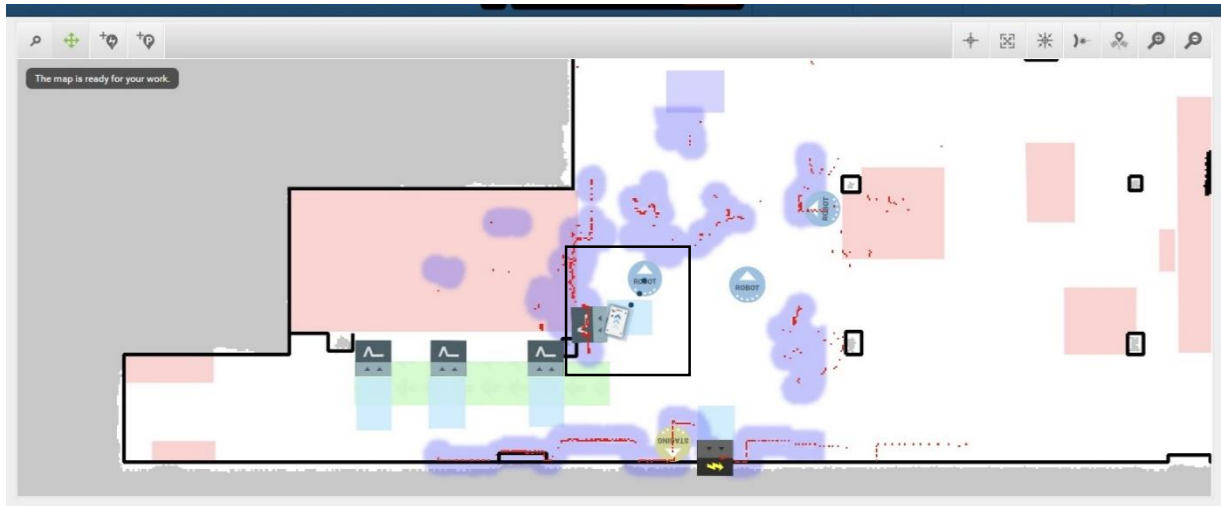 The map is ready for your work.
ROBOT
ROBOT
ROBOT
STAGING